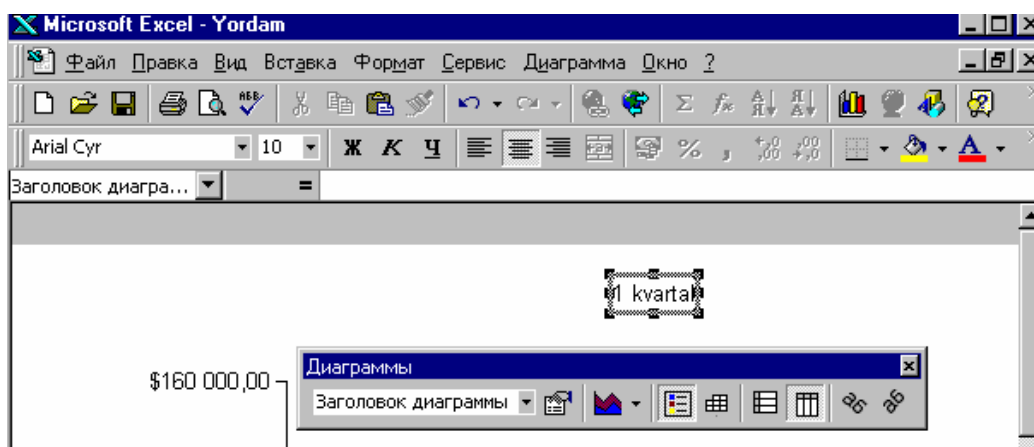 Microsoft Excel - Yordam
Файл Правка Вид Вставка Формат Сервис Диаграмма Окно ?
Arial Cyr 10 Ж К Ч % ,
Заголовок диагра... =
1 kvartal
Диаграммы
$160 000,00
Заголовок диаграммы